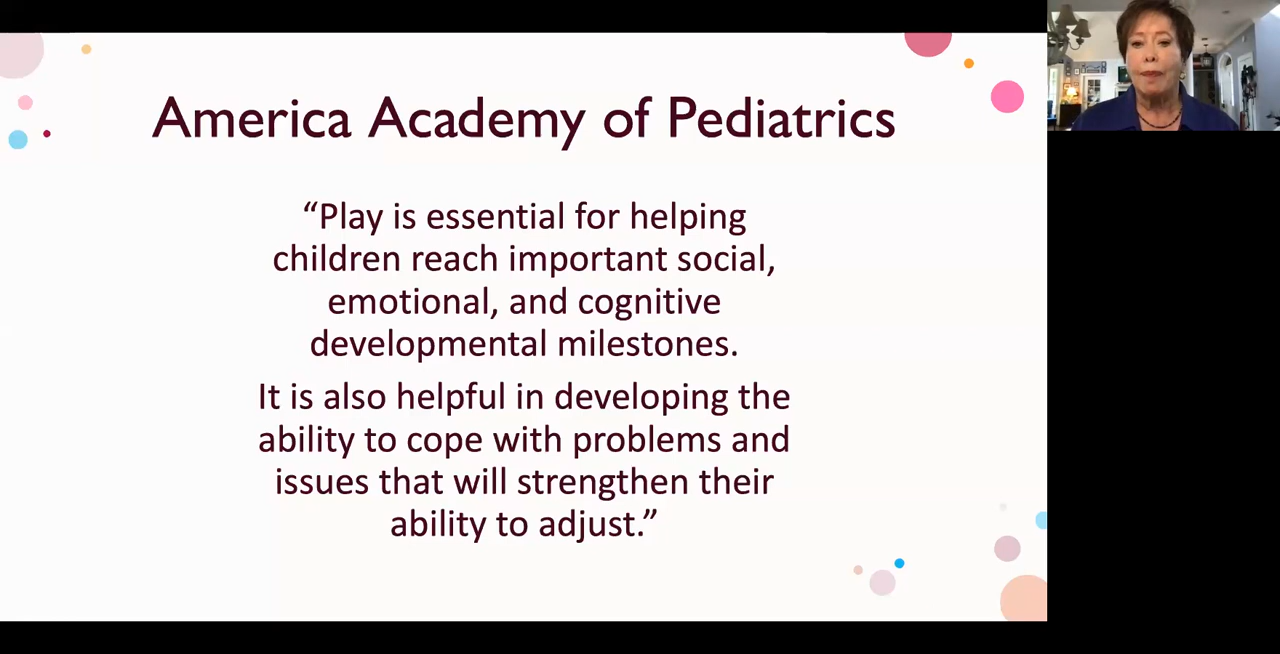 America Academy of Pediatrics
“Play is essential for helping
children reach important social,
emotional, and cognitive
developmental milestones.
It is also helpful in developing the
ability to cope with problems and
issues that will strengthen their
ability to adjust.”